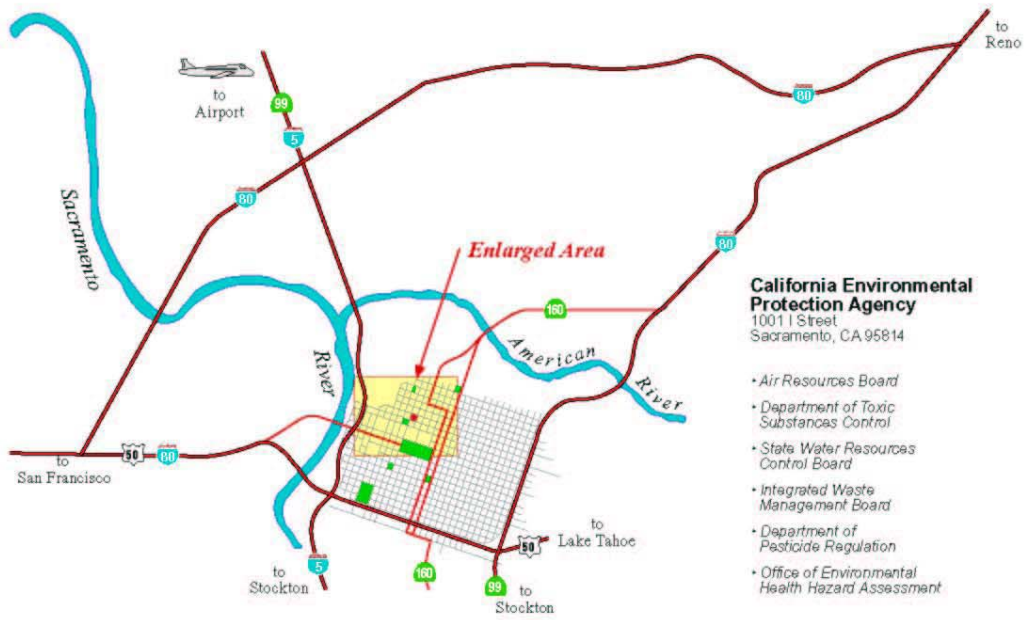 to
Reno
to
Airport
99
5
80
80
80
Sacramento
River
Enlarged Area
160
American
River
California Environmental
Protection Agency
1001 I Street
Sacramento, CA 95814
• Air Resources Board
• Department of Toxic
Substances Control
• State Water Resources
Control Board
• Integrated Waste
Management Board
• Department of
Pesticide Regulation
• Office of Environmental
Health Hazard Assessment
50
80
to
San Francisco
to
Lake Tahoe
50
5
to
Stockton
160
99
to
Stockton